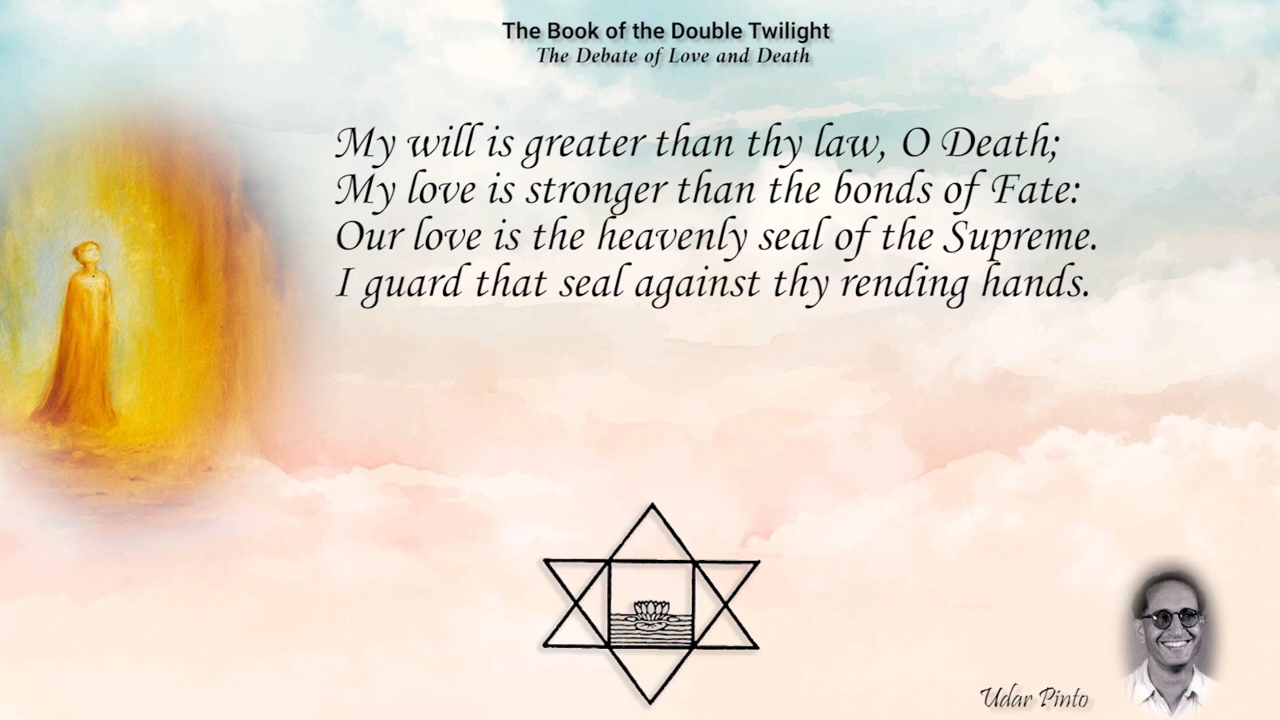 The Book of the Double Twilight
The Debate of Love and Death
My will is greater than thy law, O Death;
My love is stronger than the bonds of Fate:
Our love is the heavenly seal of the Supreme.
I guard that seal against thy rending hands.
Udar Pinto